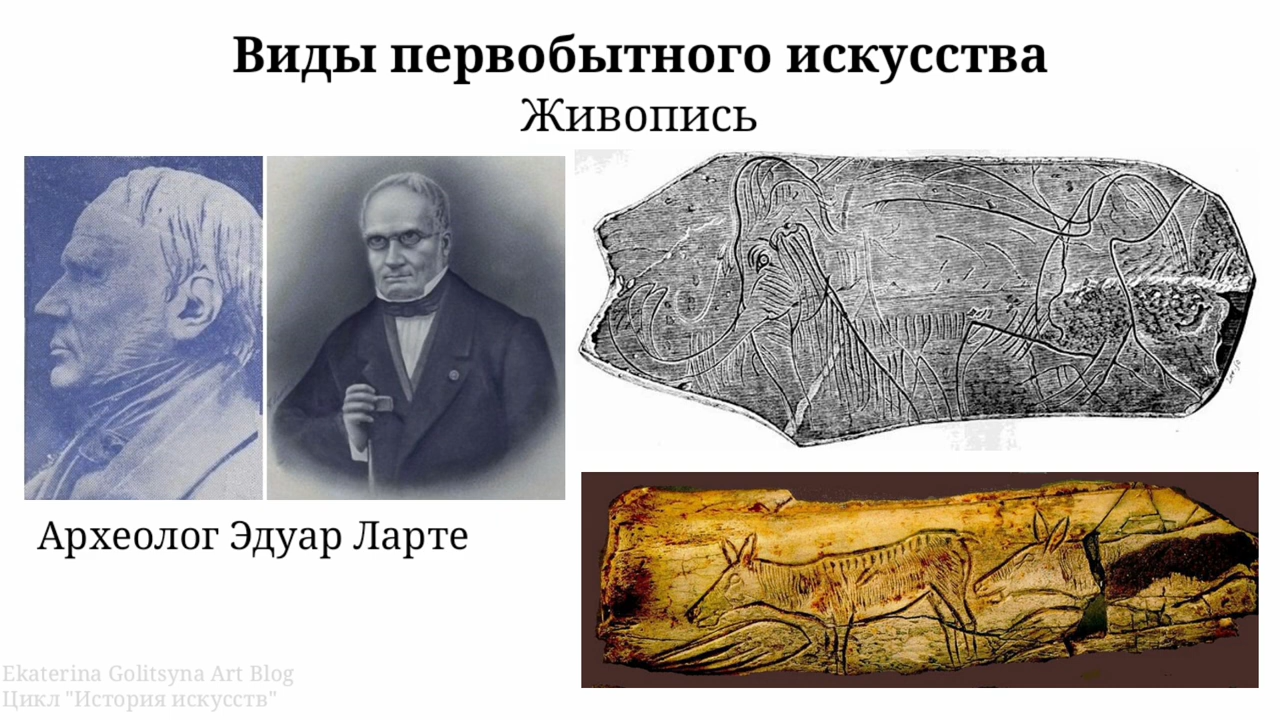 Виды первобытного искусства
Живопись
Археолог Эдуар Ларте
Ekaterina Golitsyna Art Blog
Цикл "История искусств"